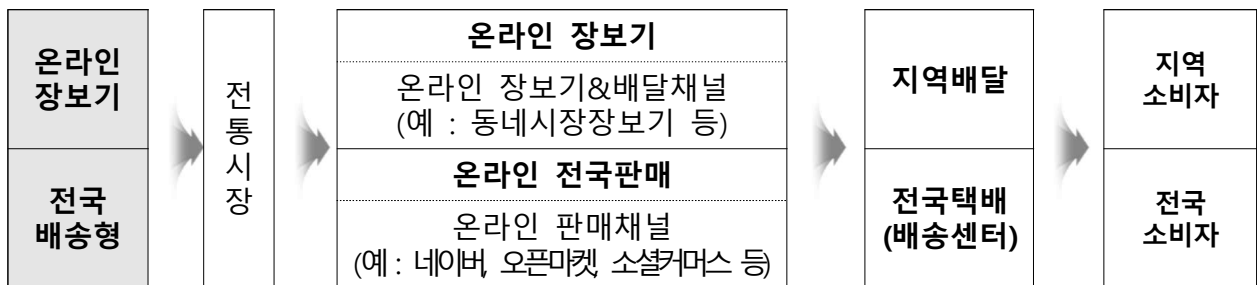 온라인
장보기
전국
배송형
전
통
시
장
온라인 장보기
온라인 장보기&배달채널
(예 : 동네시장장보기 등)
온라인 전국판매
온라인 판매채널
(예 : 네이버, 오픈마켓, 소셜커머스 등)
지역배달
전국택배
(배송센터)
지역
소비자
전국
소비자